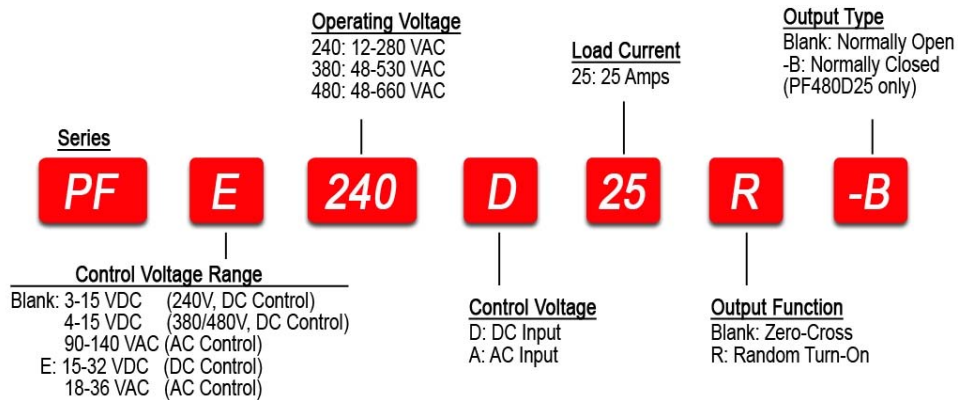 Operating Voltage
240: 12-280 VAC
380: 48-530 VAC
480: 48-660 VAC
Load Current
25: 25 Amps
Output Type
Blank: Normally Open
-B: Normally Closed
(PF480D25 only)
Series
PF E 240 D 25 R -B
Control Voltage Range
Blank: 3-15 VDC (240V, DC Control)
4-15 VDC (380/480V, DC Control)
90-140 VAC (AC Control)
E: 15-32 VDC (DC Control)
18-36 VAC (AC Control)
Control Voltage
D: DC Input
A: AC Input
Output Function
Blank: Zero-Cross
R: Random Turn-On